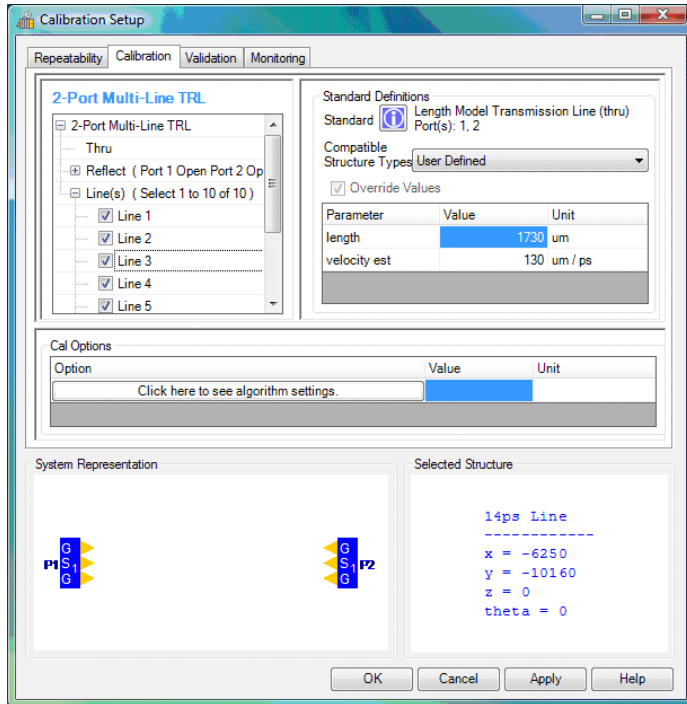 Calibration Setup
Repeatability Calibration Validation Monitoring
2-Port Multi-Line TRL
2-Port Multi-Line TRL
Thru
Reflect ( Port 1 Open Port 2 Op
Line(s) ( Select 1 to 10 of 10 )
Line 1
Line 2
Line 3
Line 4
Line 5
Standard Definitions
Standard Length Model Transmission Line (thru)
Port(s): 1, 2
Compatible
Structure Types User Defined
Override Values
Parameter Value Unit
length 1730 um
velocity est 130 um / ps
Cal Options
Option Value Unit
Click here to see algorithm settings.
System Representation
G
P1 S1
G
G
S1 P2
G
Selected Structure
14ps Line
------------
x = -6250
y = -10160
z = 0
theta = 0
OK Cancel Apply Help